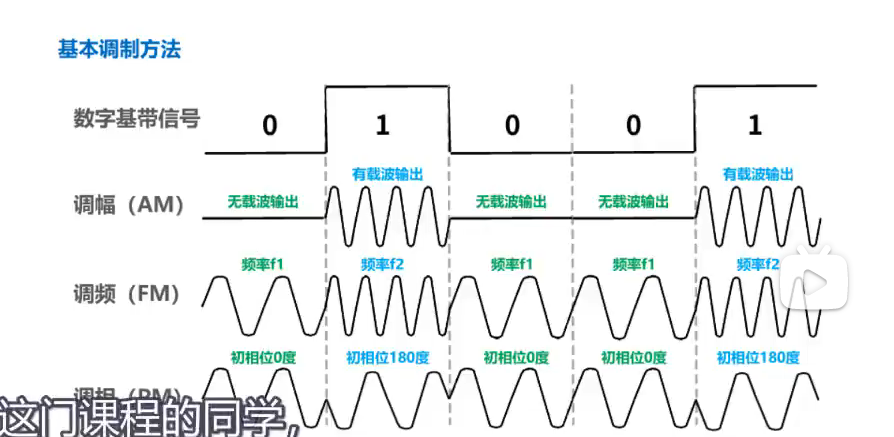 基本调制方法
数字基带信号
0 1 0 0 1
有载波输出 有载波输出
调幅（AM） 无载波输出 无载波输出 无载波输出
频率f1 频率f2 频率f1 频率f1 频率f2
调频（FM）
初相位0度 初相位180度 初相位0度 初相位0度 初相位180度
调相（PM）
这门课程的同学，